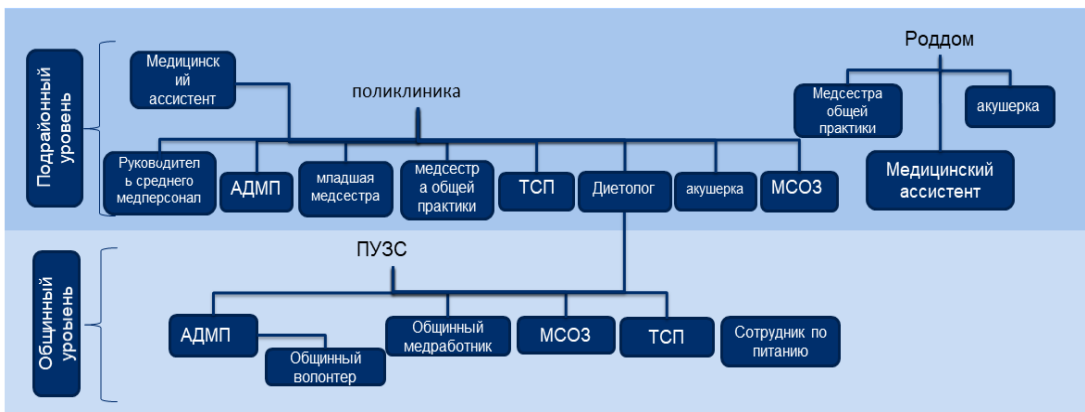 Подрайонный
уровень
Медицинск
ий
ассистент
поликлиника
Роддом
Медсестра
общей
практики
акушерка
Медицинский
ассистент
Руководител
ь среднего
медперсонал
АДМП
младшая
медсестра
медсестр
а общей
практики
ТСП
Диетолог
акушерка
МСОЗ
Общинный
уроыень
ПУЗС
АДМП
Общинный
волонтер
Общинный
медработник
МСОЗ
ТСП
Сотрудник по
питанию